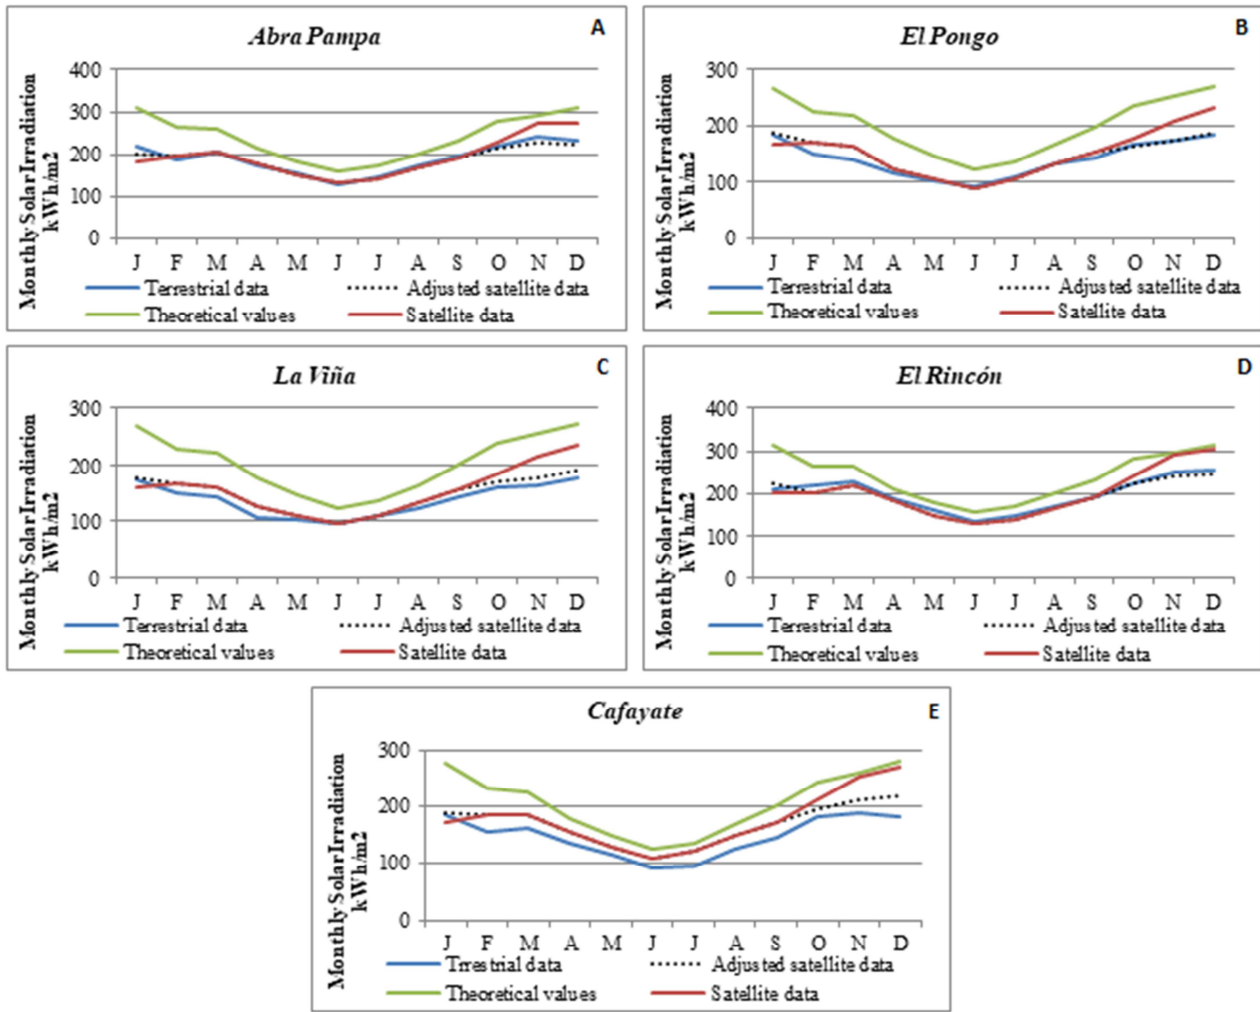 Abra Pampa
A
Monthly Solar Irradiation
kWh/m2
400
300
200
100
0
J F M A M J J A S O N D
Terrestrial data
Adjusted satellite data
Theoretical values
Satellite data
El Pongo
B
Monthly Solar Irradiation
kWh/m2
300
200
100
0
J F M A M J J A S O N D
Terrestrial data
Adjusted satellite data
Theoretical values
Satellite data
La Viña
C
Monthly Solar Irradiation
kWh/m2
300
200
100
0
J F M A M J J A S O N D
Terrestrial data
Adjusted satellite data
Theoretical values
Satellite data
El Rincón
D
Monthly Solar Irradiation
kWh/m2
400
300
200
100
0
J F M A M J J A S O N D
Terrestrial data
Adjusted satellite data
Theoretical values
Satellite data
Cafayate
E
Monthly Solar Irradiation
kWh/m2
300
200
100
0
J F M A M J J A S O N D
Trrestrial data
Adjusted satellite data
Theoretical values
Satellite data